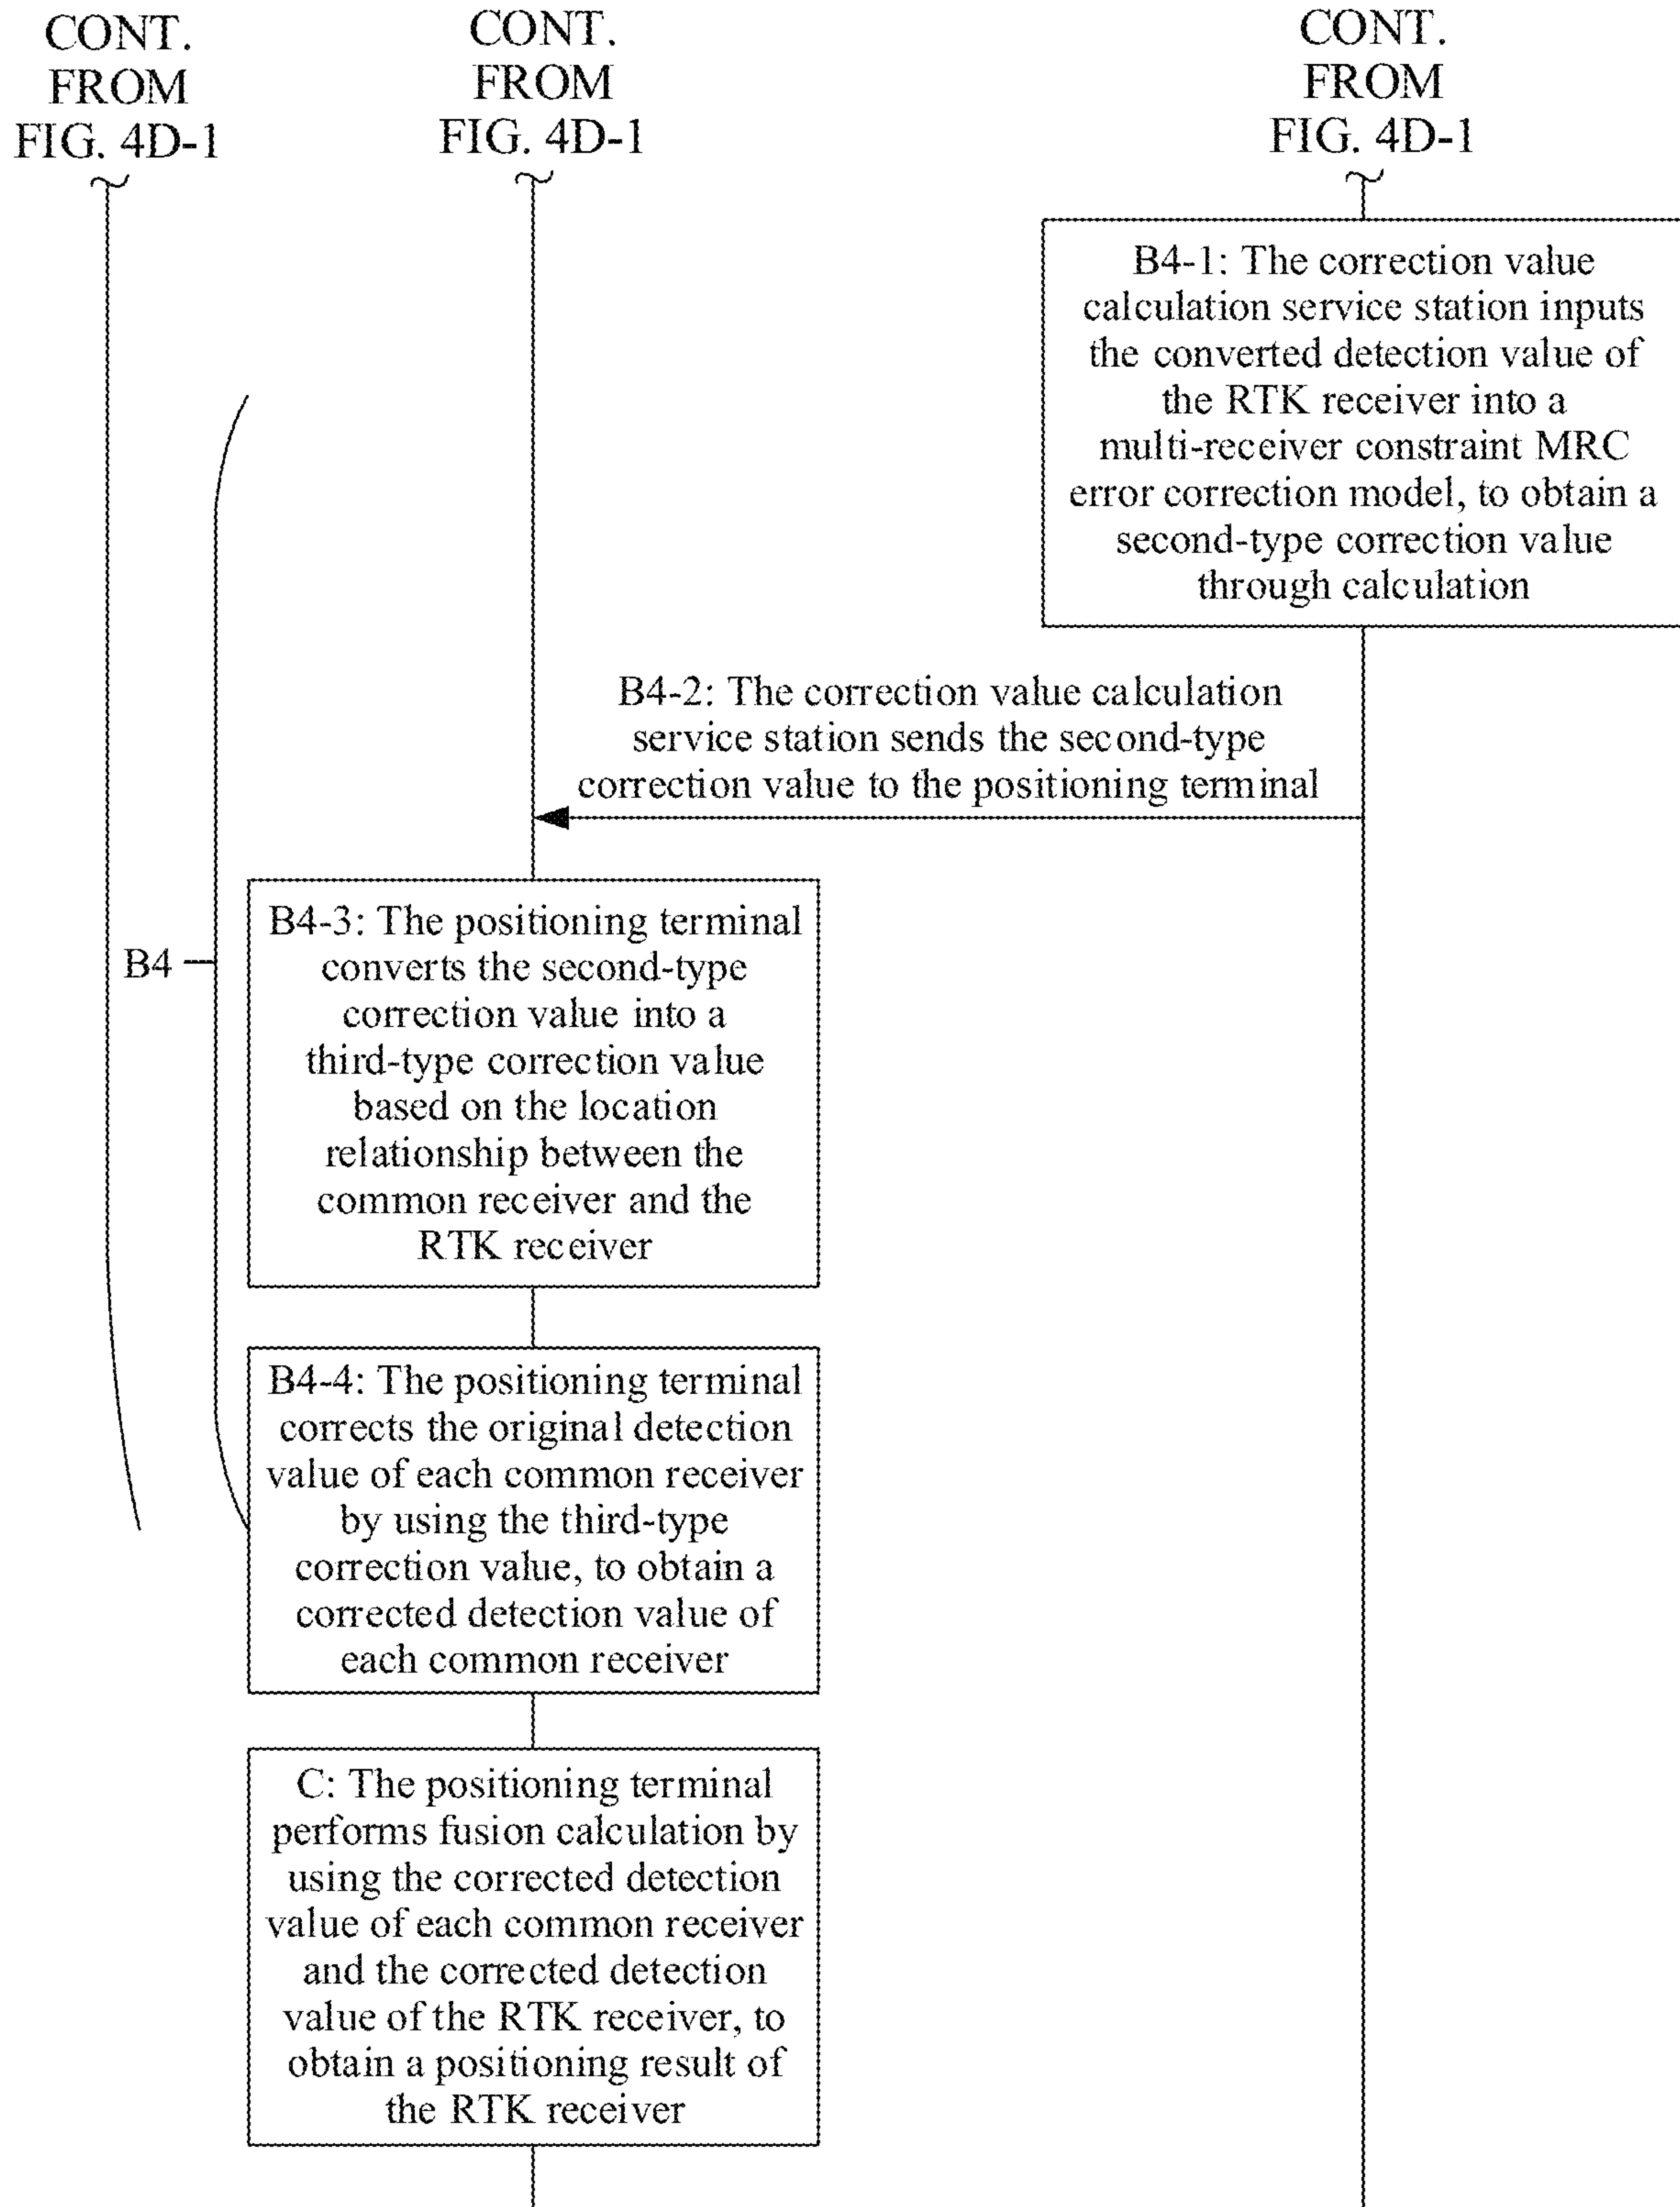 CONT.
FROM
FIG. 4D-1
CONT.
FROM
FIG. 4D-1
CONT.
FROM
FIG. 4D-1
B4-1: The correction value
calculation service station inputs
the converted detection value of
the RTK receiver into a
multi-receiver constraint MRC
error correction model, to obtain a
second-type correction value
through calculation
B4-2: The correction value calculation
service station sends the second-type
correction value to the positioning terminal
B4
B4-3: The positioning terminal
converts the second-type
correction value into a
third-type correction value
based on the location
relationship between the
common receiver and the
RTK receiver
B4-4: The positioning terminal
corrects the original detection
value of each common receiver
by using the third-type
correction value, to obtain a
corrected detection value of
each common receiver
C: The positioning terminal
performs fusion calculation by
using the corrected detection
value of each common receiver
and the corrected detection
value of the RTK receiver, to
obtain a positioning result of
the RTK receiver